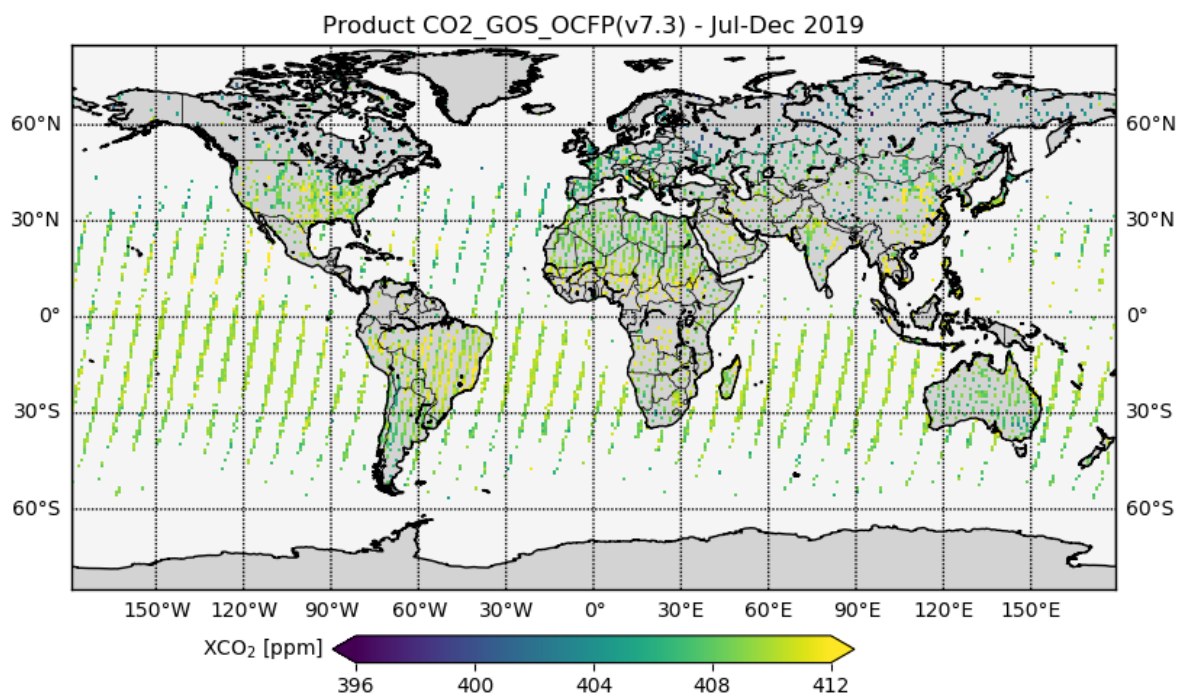 Product CO2_GOS_OCFP(v7.3) - Jul-Dec 2019
60°N 60°N
30°N 30°N
0° 0°
30°S 30°S
60°S 60°S
150°W 120°W 90°W 60°W 30°W 0° 30°E 60°E 90°E 120°E 150°E
XCO₂ [ppm]
396 400 404 408 412